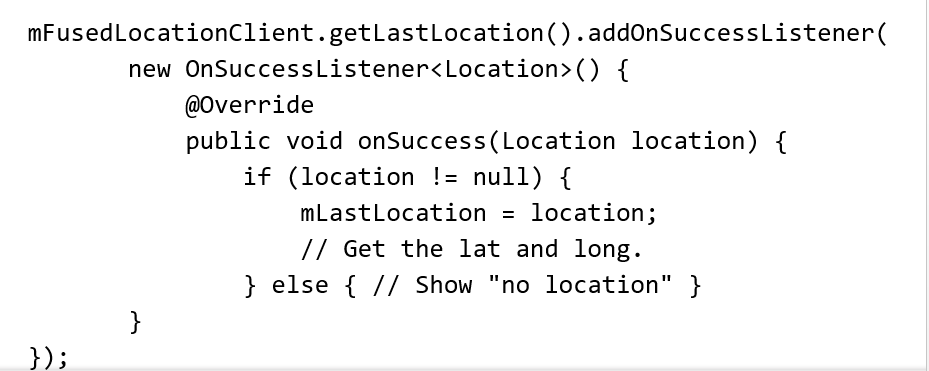 mFusedLocationClient.getLastLocation().addOnSuccessListener(
       new OnSuccessListener<Location>() {
           @Override
           public void onSuccess(Location location) {
               if (location != null) {
                   mLastLocation = location;
                   // Get the lat and long.
               } else { // Show "no location" }
       }
});